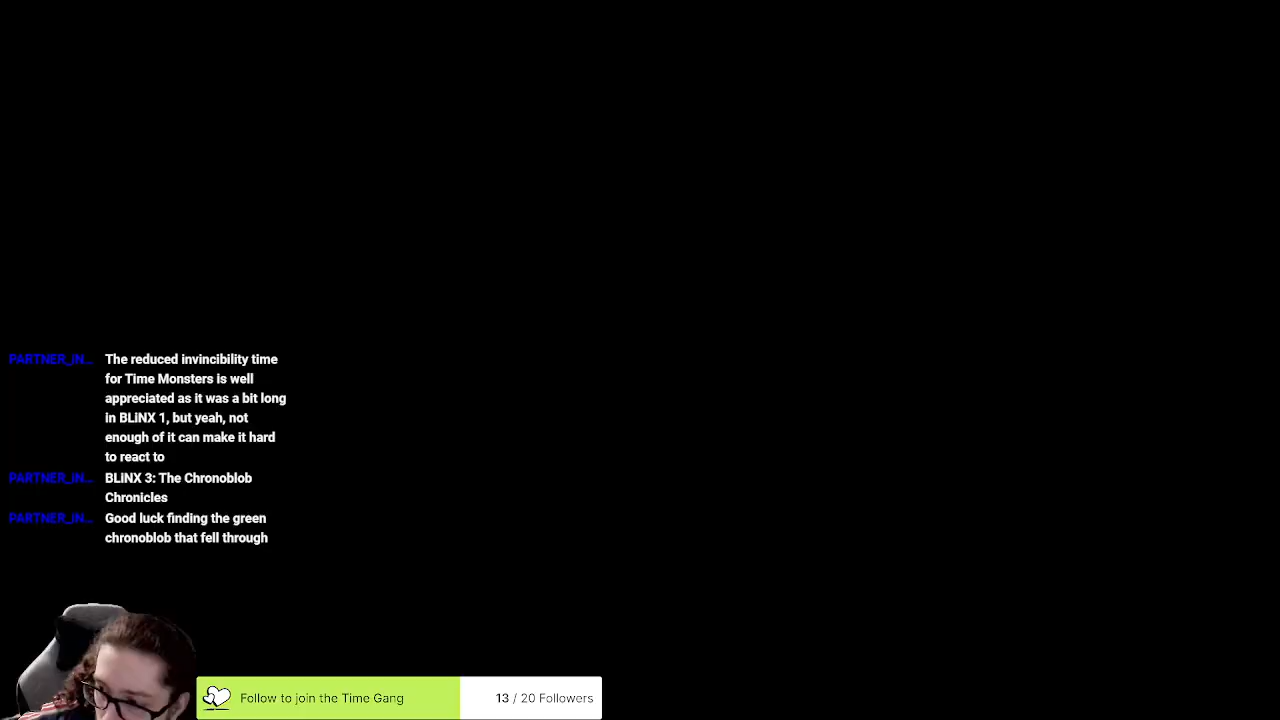 PARTNER_IN... The reduced invincibility time
for Time Monsters is well
appreciated as it was a bit long
in BLiNX 1, but yeah, not
enough of it can make it hard
to react to
PARTNER_IN... BLiNX 3: The Chronoblob
Chronicles
PARTNER_IN... Good luck finding the green
chronoblob that fell through
Follow to join the Time Gang 13 / 20 Followers